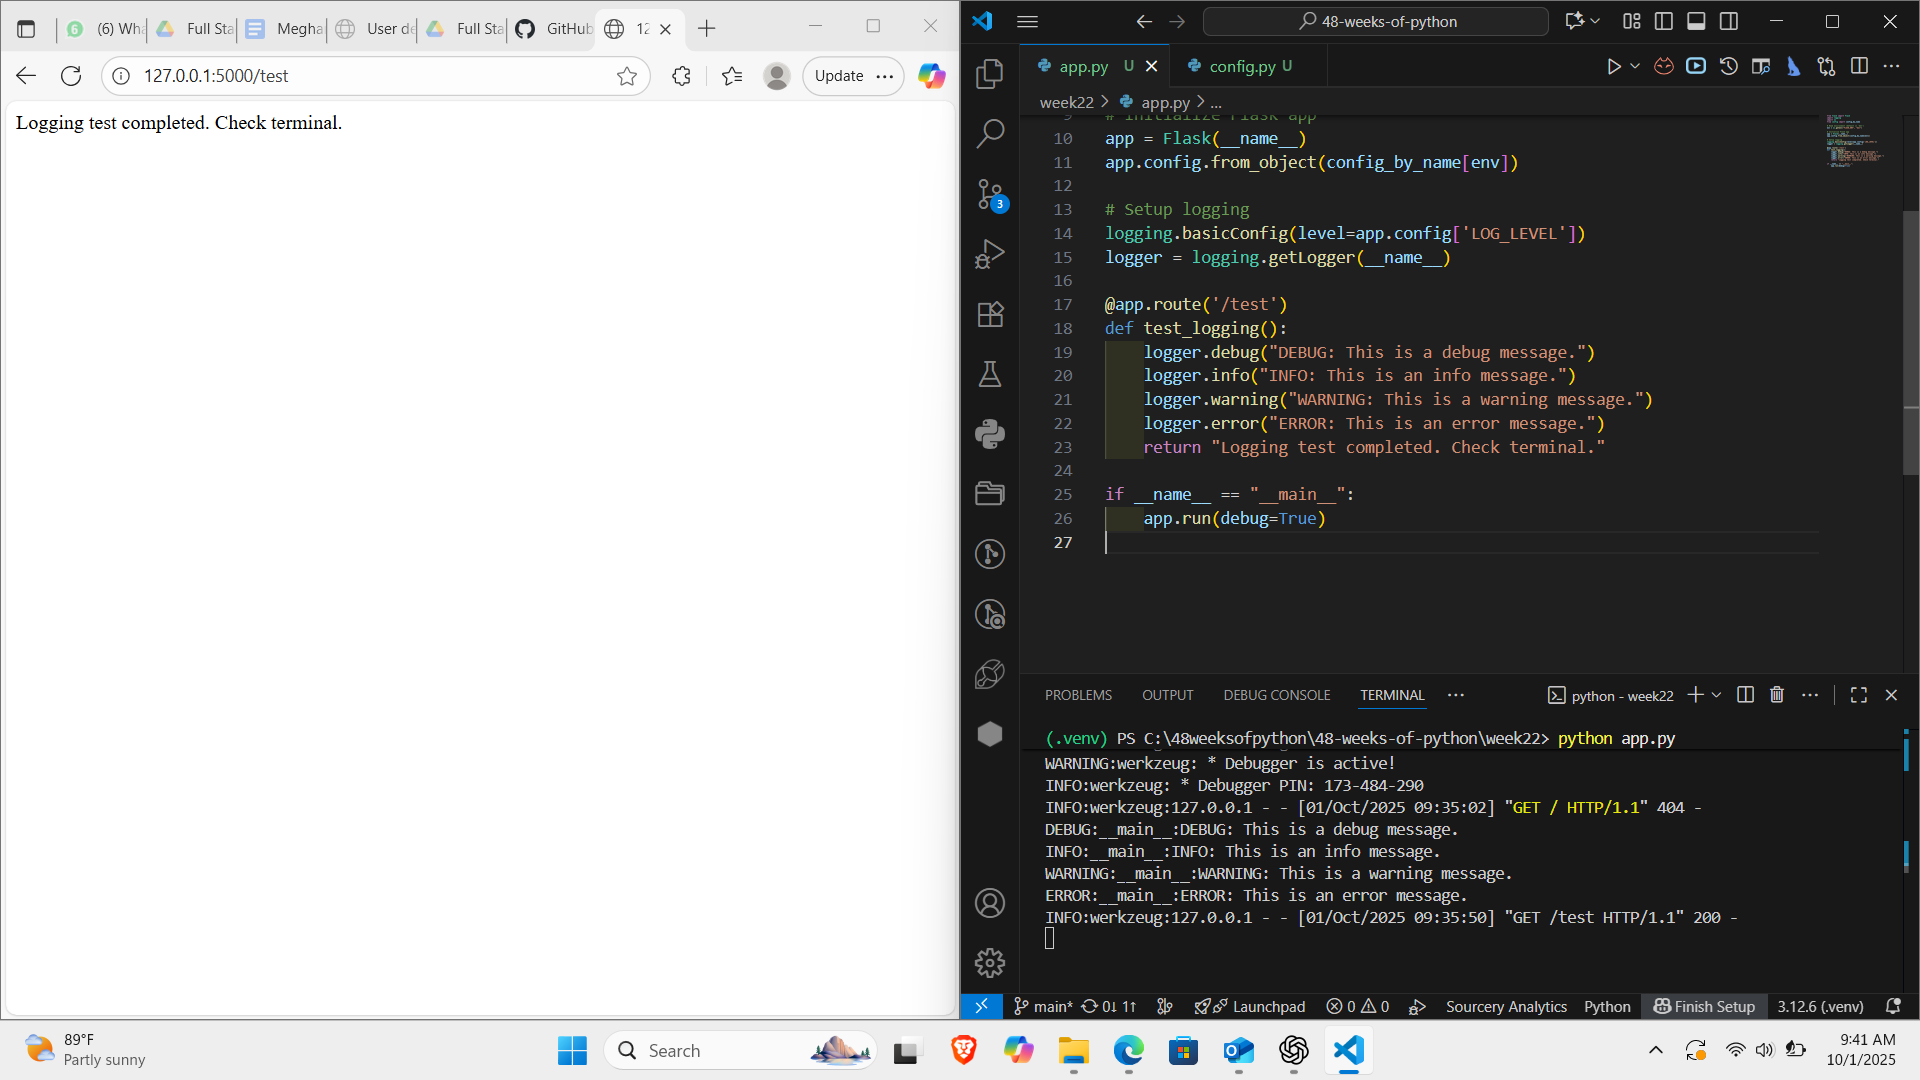 (6) Wha
Full Sta
Megha
User de
Full Sta
GitHub
12
127.0.0.1:5000/test
Update
Logging test completed. Check terminal.
48-weeks-of-python
app.py U
config.py U
week22 > app.py > ...
9 # Initialize Flask app
10 app = Flask(__name__)
11 app.config.from_object(config_by_name[env])
12
13 # Setup logging
14 logging.basicConfig(level=app.config['LOG_LEVEL'])
15 logger = logging.getLogger(__name__)
16
17 @app.route('/test')
18 def test_logging():
19 logger.debug("DEBUG: This is a debug message.")
20 logger.info("INFO: This is an info message.")
21 logger.warning("WARNING: This is a warning message.")
22 logger.error("ERROR: This is an error message.")
23 return "Logging test completed. Check terminal."
24
25 if __name__ == "__main__":
26 app.run(debug=True)
27
3
PROBLEMS OUTPUT DEBUG CONSOLE TERMINAL ... python - week22
(.venv) PS C:\48weeksofpython\48-weeks-of-python\week22> python app.py
WARNING:werkzeug: * Debugger is active!
INFO:werkzeug: * Debugger PIN: 173-484-290
INFO:werkzeug:127.0.0.1 - - [01/Oct/2025 09:35:02] "GET / HTTP/1.1" 404 -
DEBUG:__main__:DEBUG: This is a debug message.
INFO:__main__:INFO: This is an info message.
WARNING:__main__:WARNING: This is a warning message.
ERROR:__main__:ERROR: This is an error message.
INFO:werkzeug:127.0.0.1 - - [01/Oct/2025 09:35:50] "GET /test HTTP/1.1" 200 -
main* 0↓ 1↑ Launchpad 0 0 Sourcery Analytics Python Finish Setup 3.12.6 (.venv)
89°F
Partly sunny
Search
9:41 AM
10/1/2025